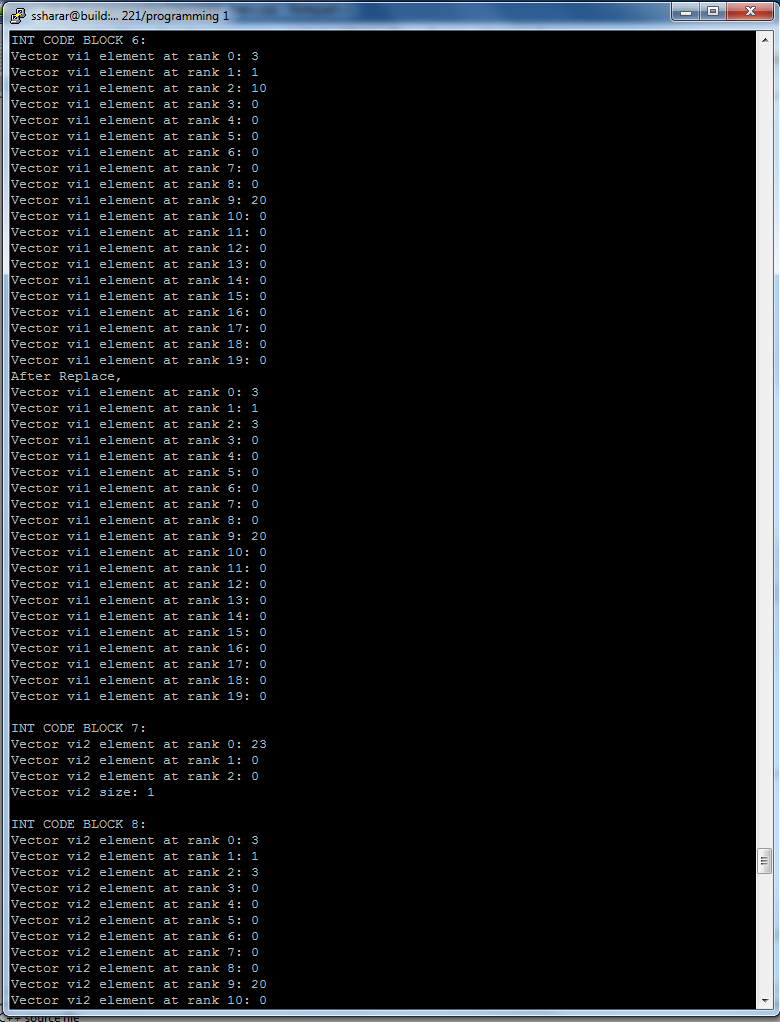 ssharar@build:... 221/programming 1
INT CODE BLOCK 6:
Vector vi1 element at rank 0: 3
Vector vi1 element at rank 1: 1
Vector vi1 element at rank 2: 10
Vector vi1 element at rank 3: 0
Vector vi1 element at rank 4: 0
Vector vi1 element at rank 5: 0
Vector vi1 element at rank 6: 0
Vector vi1 element at rank 7: 0
Vector vi1 element at rank 8: 0
Vector vi1 element at rank 9: 20
Vector vi1 element at rank 10: 0
Vector vi1 element at rank 11: 0
Vector vi1 element at rank 12: 0
Vector vi1 element at rank 13: 0
Vector vi1 element at rank 14: 0
Vector vi1 element at rank 15: 0
Vector vi1 element at rank 16: 0
Vector vi1 element at rank 17: 0
Vector vi1 element at rank 18: 0
Vector vi1 element at rank 19: 0
After Replace,
Vector vi1 element at rank 0: 3
Vector vi1 element at rank 1: 1
Vector vi1 element at rank 2: 3
Vector vi1 element at rank 3: 0
Vector vi1 element at rank 4: 0
Vector vi1 element at rank 5: 0
Vector vi1 element at rank 6: 0
Vector vi1 element at rank 7: 0
Vector vi1 element at rank 8: 0
Vector vi1 element at rank 9: 20
Vector vi1 element at rank 10: 0
Vector vi1 element at rank 11: 0
Vector vi1 element at rank 12: 0
Vector vi1 element at rank 13: 0
Vector vi1 element at rank 14: 0
Vector vi1 element at rank 15: 0
Vector vi1 element at rank 16: 0
Vector vi1 element at rank 17: 0
Vector vi1 element at rank 18: 0
Vector vi1 element at rank 19: 0
INT CODE BLOCK 7:
Vector vi2 element at rank 0: 23
Vector vi2 element at rank 1: 0
Vector vi2 element at rank 2: 0
Vector vi2 size: 1
INT CODE BLOCK 8:
Vector vi2 element at rank 0: 3
Vector vi2 element at rank 1: 1
Vector vi2 element at rank 2: 3
Vector vi2 element at rank 3: 0
Vector vi2 element at rank 4: 0
Vector vi2 element at rank 5: 0
Vector vi2 element at rank 6: 0
Vector vi2 element at rank 7: 0
Vector vi2 element at rank 8: 0
Vector vi2 element at rank 9: 20
Vector vi2 element at rank 10: 0
C++ source file